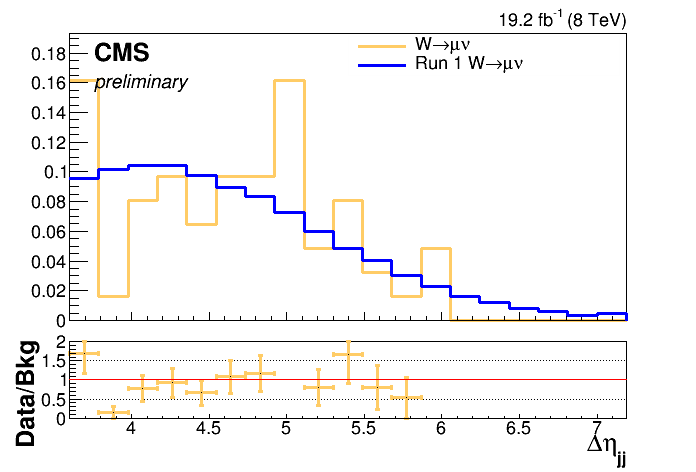 19.2 fb⁻¹ (8 TeV)
CMS
preliminary
W→μν
Run 1 W→μν
0.18
0.16
0.14
0.12
0.1
0.08
0.06
0.04
0.02
0
Data/Bkg
2
1.5
1
0.5
0
4 4.5 5 5.5 6 6.5 7
Δη_jj